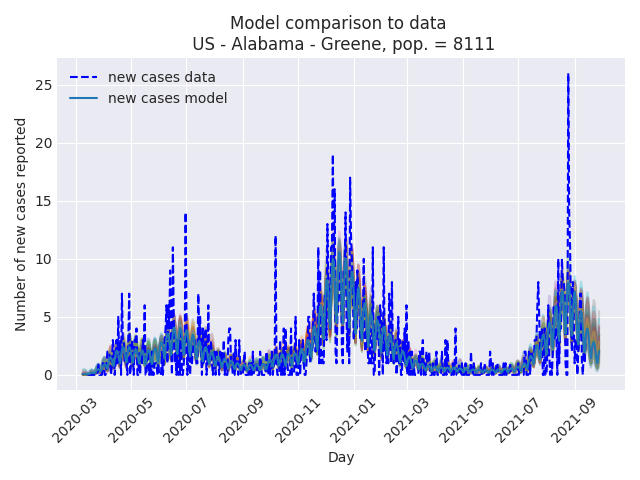 Model comparison to data
US - Alabama - Greene, pop. = 8111
new cases data
new cases model
Number of new cases reported
25
20
15
10
5
0
2020-03
2020-05
2020-07
2020-09
2020-11
2021-01
2021-03
2021-05
2021-07
2021-09
Day